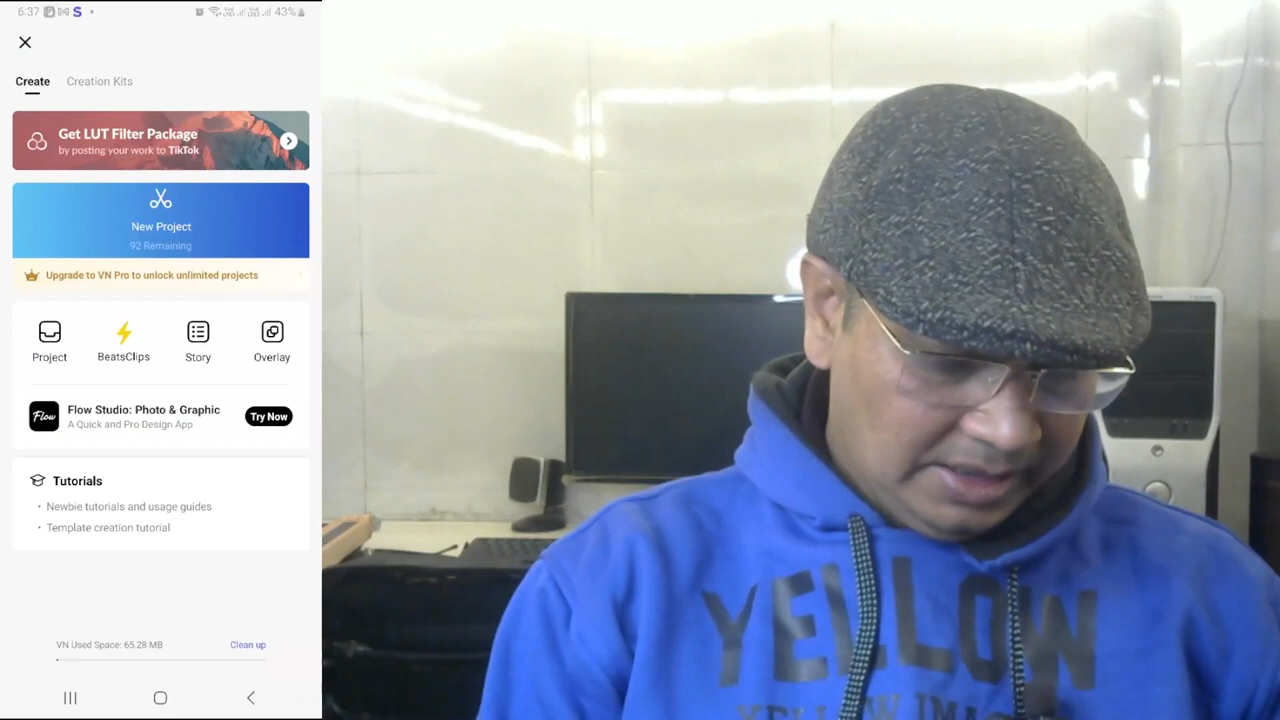 6:37
43%
Create Creation Kits
Get LUT Filter Package
by posting your work to TikTok
New Project
92 Remaining
Upgrade to VN Pro to unlock unlimited projects
Project BeatsClips Story Overlay
Flow
Flow Studio: Photo & Graphic
A Quick and Pro Design App
Try Now
Tutorials
• Newbie tutorials and usage guides
• Template creation tutorial
VN Used Space: 65.28 MB Clean up
YELLOW